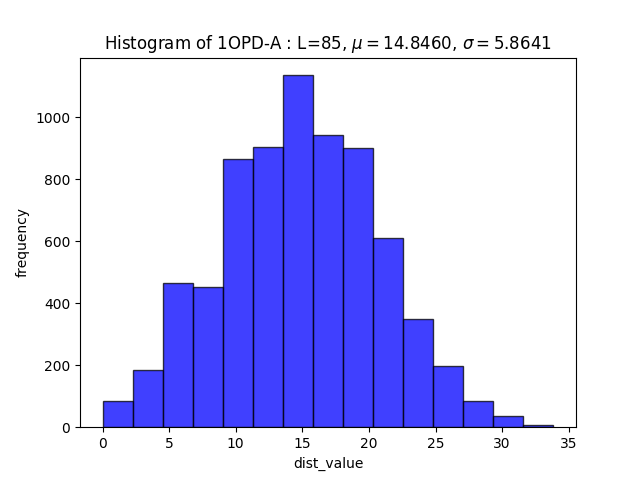 Histogram of 1OPD-A : L=85, μ = 14.8460, σ = 5.8641
frequency
1000
800
600
400
200
0
0 5 10 15 20 25 30 35
dist_value